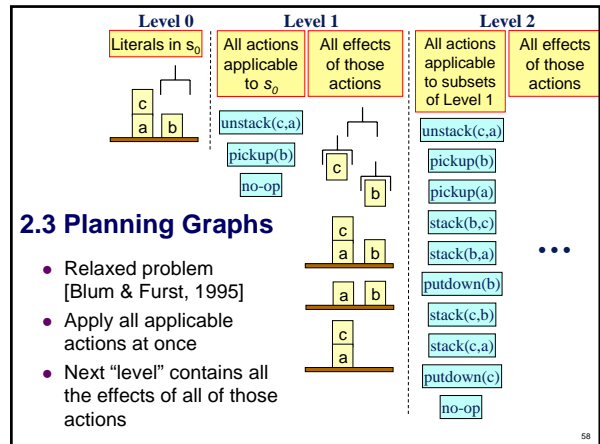 Level 0
Level 1
Level 2
Literals in s0
All actions
applicable
to s0
All effects
of those
actions
All actions
applicable
to subsets
of Level 1
All effects
of those
actions
c
a
b
unstack(c,a)
pickup(b)
no-op
c
b
c
a
b
a
b
c
a
unstack(c,a)
pickup(b)
pickup(a)
stack(b,c)
stack(b,a)
putdown(b)
stack(c,b)
stack(c,a)
putdown(c)
no-op
...
2.3 Planning Graphs
● Relaxed problem
[Blum & Furst, 1995]
● Apply all applicable
actions at once
● Next “level” contains all
the effects of all of those
actions
58